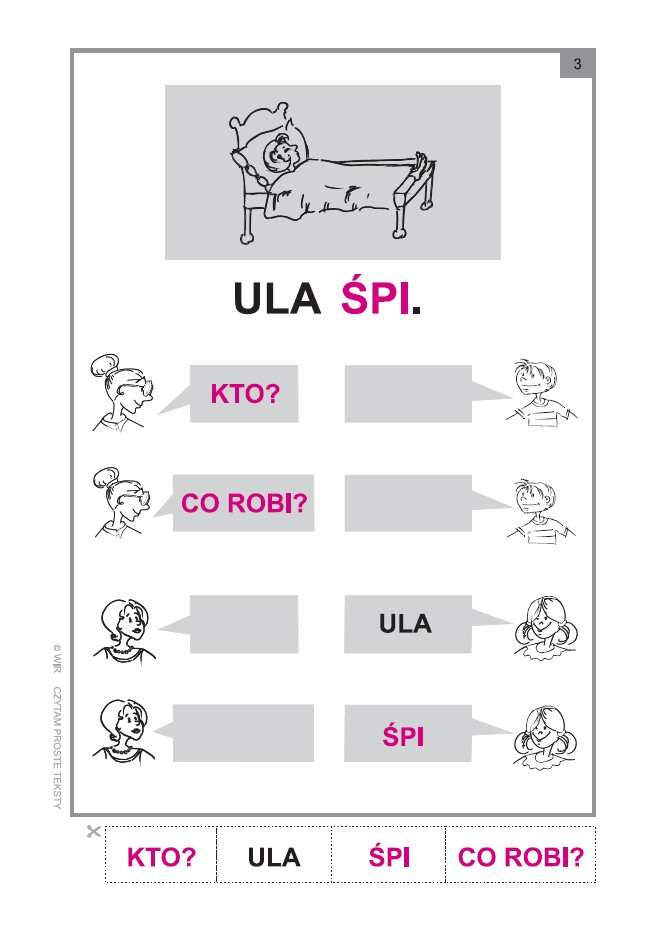 3
ULA ŚPI.
KTO?
CO ROBI?
ULA
ŚPI
© WIR CZYTAM PROSTE TEKSTY
KTO? ULA ŚPI CO ROBI?